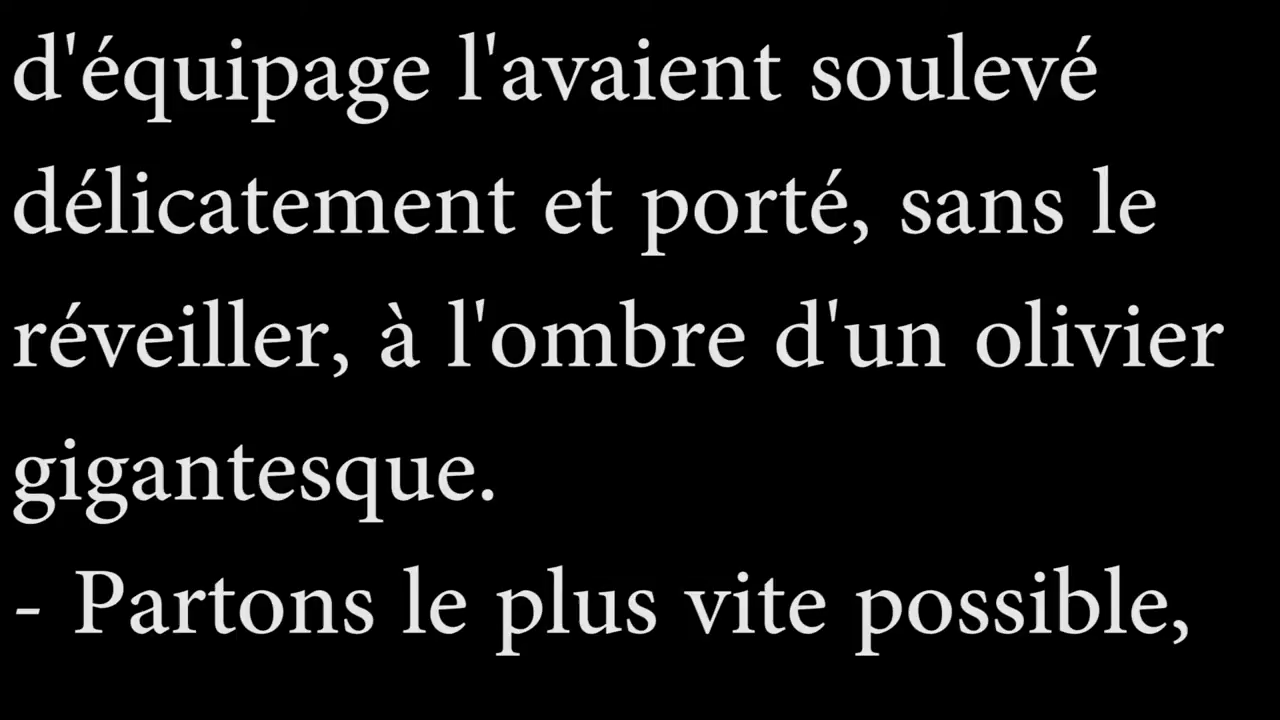 d'équipage l'avaient soulevé
délicatement et porté, sans le
réveiller, à l'ombre d'un olivier
gigantesque.
- Partons le plus vite possible,